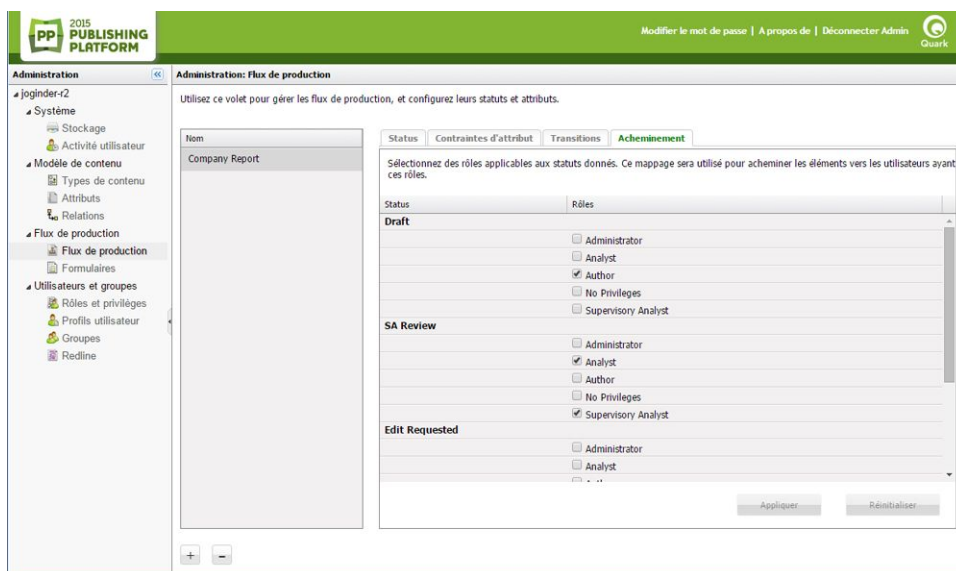 2015
PP PUBLISHING
PLATFORM
Modifier le mot de passe | A propos de | Déconnecter Admin
Quark
Administration
joginder-r2
Système
Stockage
Activité utilisateur
Modèle de contenu
Types de contenu
Attributs
Relations
Flux de production
Flux de production
Formulaires
Utilisateurs et groupes
Rôles et privilèges
Profils utilisateur
Groupes
Redline
Administration: Flux de production
Utilisez ce volet pour gérer les flux de production, et configurez leurs statuts et attributs.
Nom
Company Report
Status Contraintes d'attribut Transitions Acheminement
Sélectionnez des rôles applicables aux statuts donnés. Ce mappage sera utilisé pour acheminer les éléments vers les utilisateurs ayant
ces rôles.
Status Rôles
Draft
Administrator
Analyst
Author
No Privileges
Supervisory Analyst
SA Review
Administrator
Analyst
Author
No Privileges
Supervisory Analyst
Edit Requested
Administrator
Analyst
Appliquer Réinitialiser
+ -